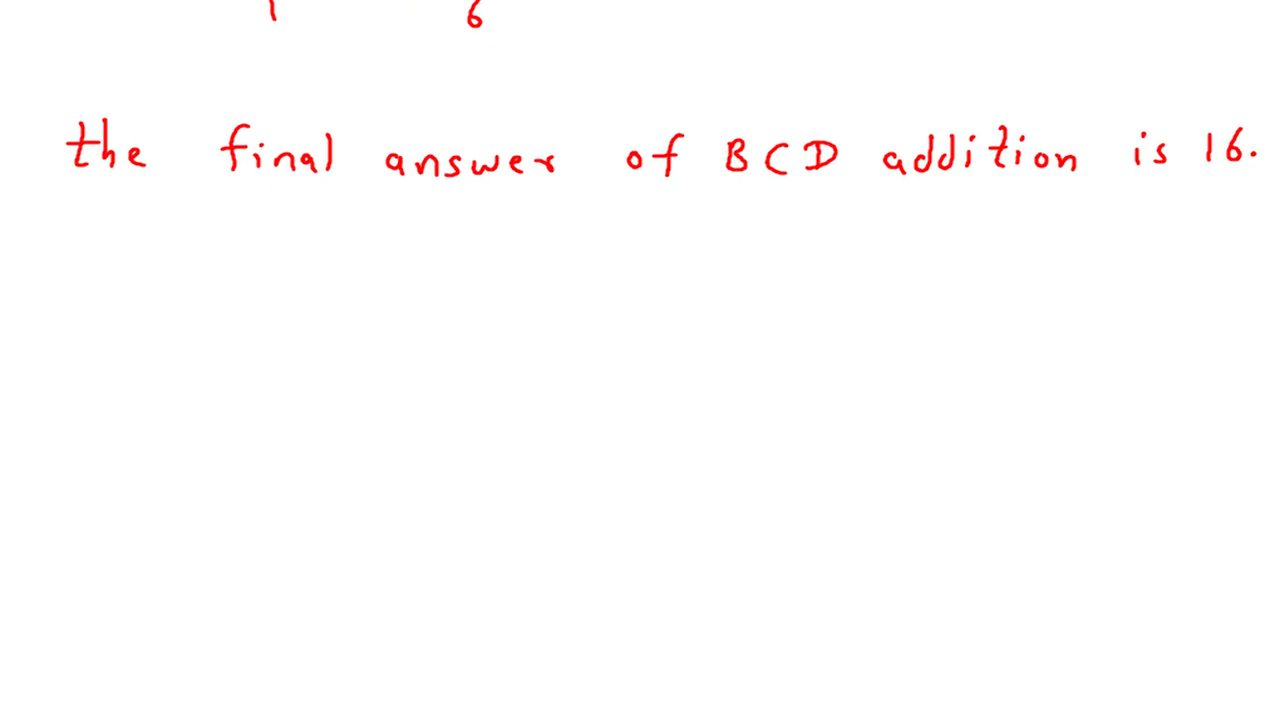 1 6
the final answer of BCD addition is 16.